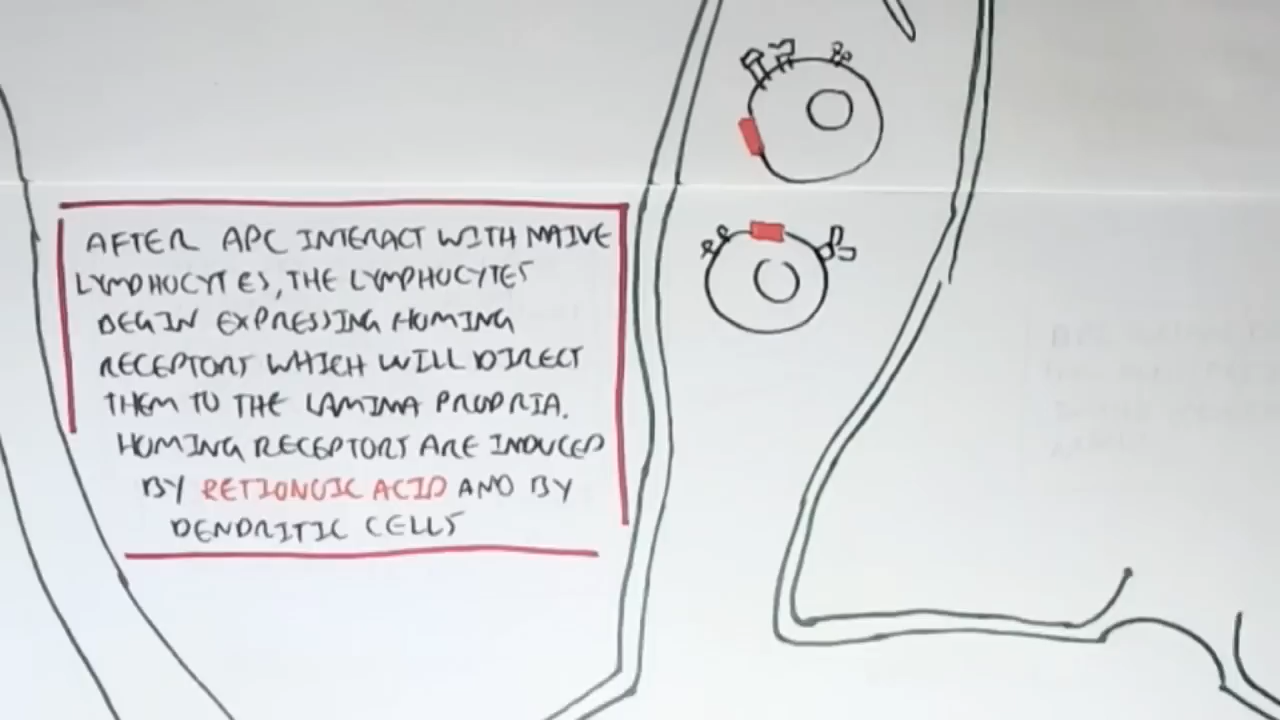 AFTER APC INTERACT WITH NAIVE
LYMPHOCYTES, THE LYMPHOCYTES
BEGIN EXPRESSING HOMING
RECEPTORS WHICH WILL DIRECT
THEM TO THE LAMINA PROPRIA.
HOMING RECEPTORS ARE INDUCED
BY RETIONOIC ACID AND BY
DENDRITIC CELLS